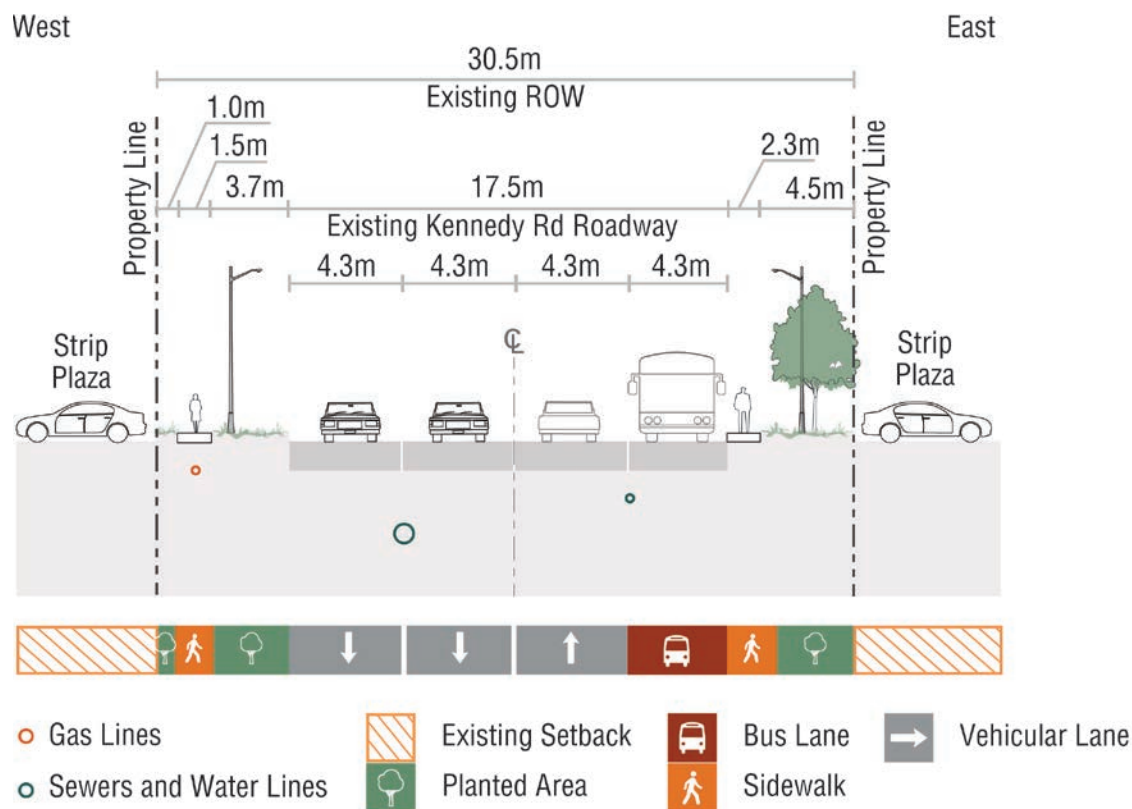 West
East
30.5m
Existing ROW
1.0m
1.5m
2.3m
3.7m
17.5m
4.5m
Property Line
Existing Kennedy Rd Roadway
Property Line
4.3m
4.3m
4.3m
4.3m
CL
Strip
Plaza
Strip
Plaza
Gas Lines
Existing Setback
Bus Lane
Vehicular Lane
Sewers and Water Lines
Planted Area
Sidewalk